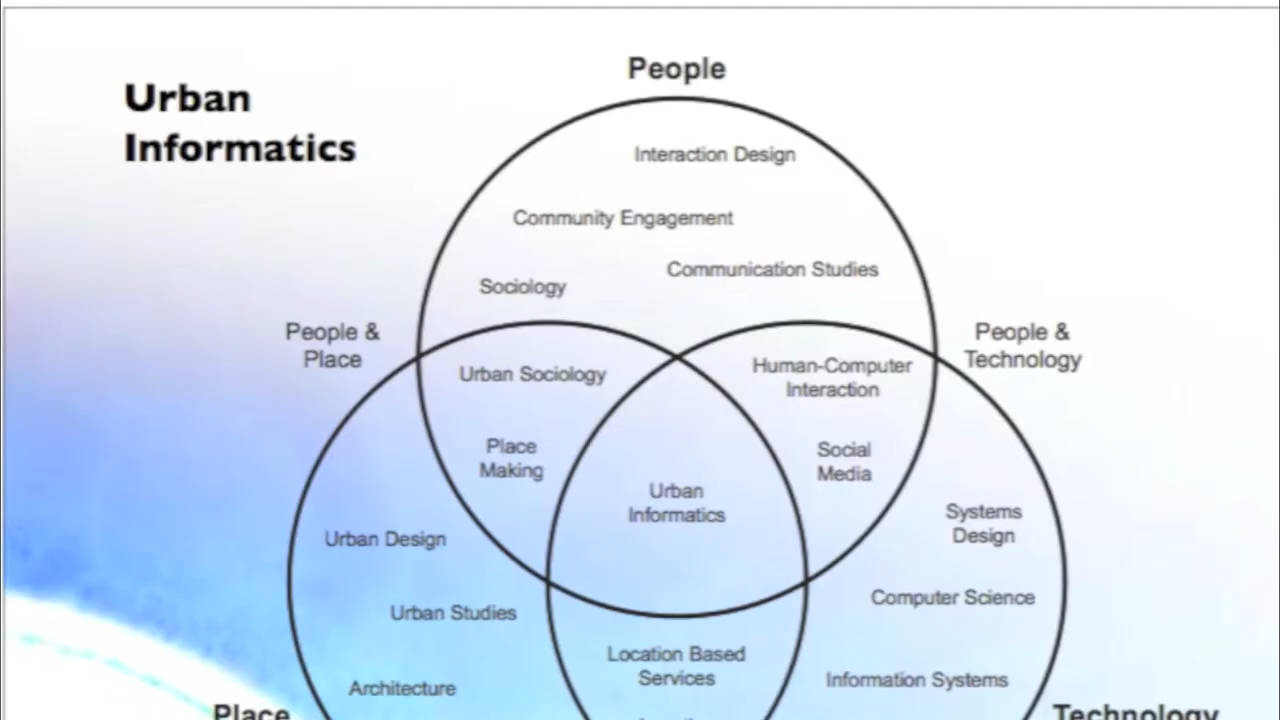 Urban
Informatics
People
Interaction Design
Community Engagement
Communication Studies
Sociology
People &
Place
People &
Technology
Urban Sociology
Human-Computer
Interaction
Place
Making
Social
Media
Urban
Informatics
Systems
Design
Urban Design
Computer Science
Urban Studies
Location Based
Services
Information Systems
Architecture
Place
Technology